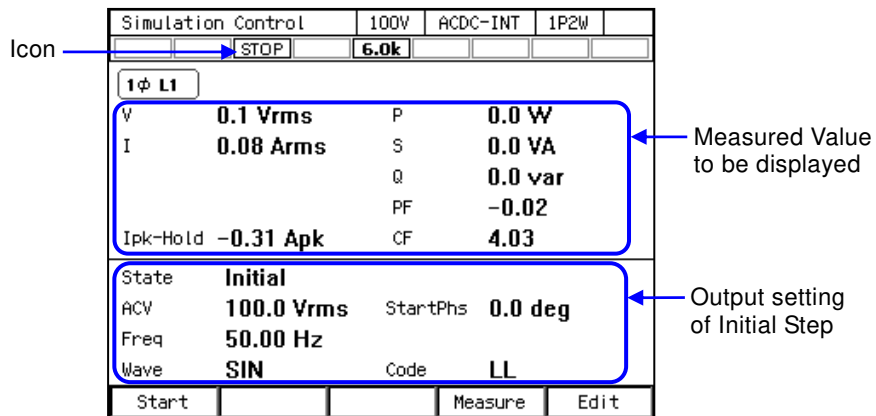 Simulation Control 100V ACDC-INT 1P2W
Icon STOP 6.0k
1ϕ L1
V 0.1 Vrms P 0.0 W
I 0.08 Arms S 0.0 VA
Q 0.0 var
PF -0.02
Ipk-Hold -0.31 Apk CF 4.03
Measured Value
to be displayed
State Initial
ACV 100.0 Vrms StartPhs 0.0 deg
Freq 50.00 Hz
Wave SIN Code LL
Output setting
of Initial Step
Start Measure Edit